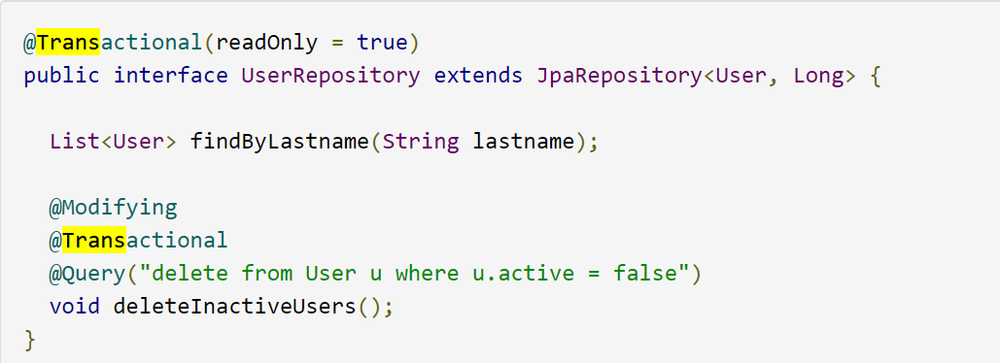 @Transactional(readOnly = true)
public interface UserRepository extends JpaRepository<User, Long> {
List<User> findByLastname(String lastname);
@Modifying
@Transactional
@Query("delete from User u where u.active = false")
void deleteInactiveUsers();
}